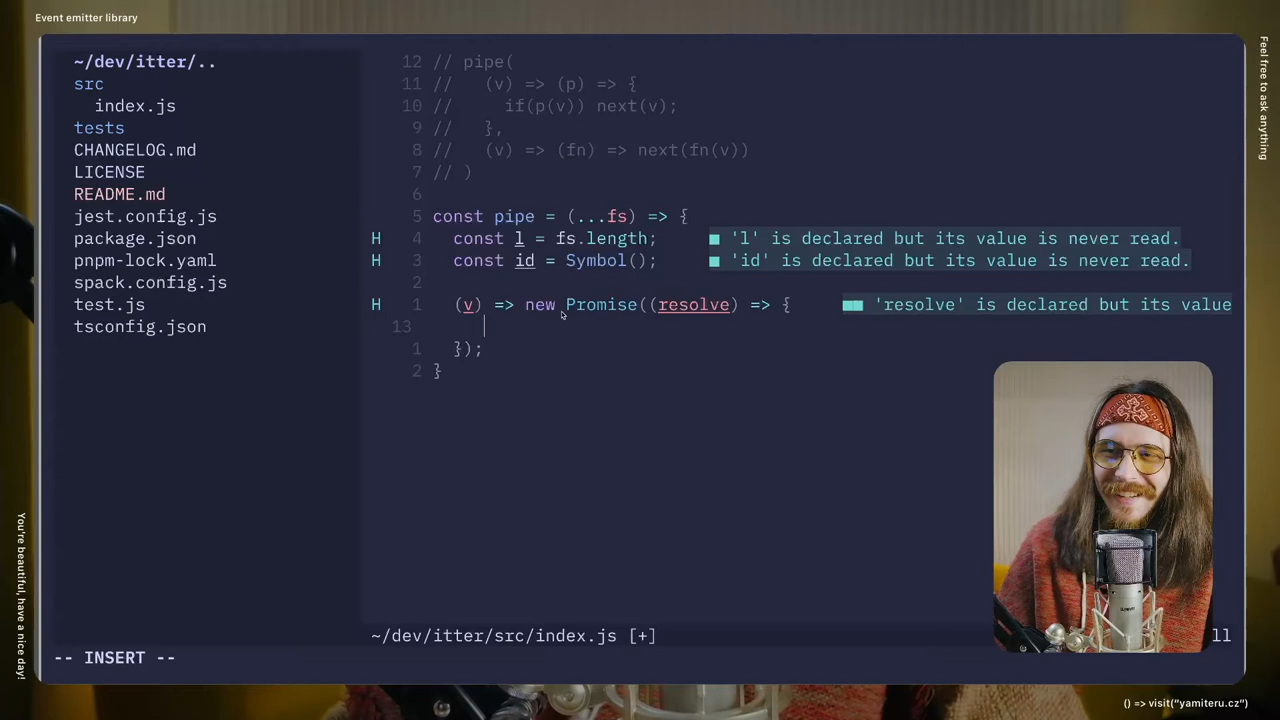 Event emitter library
Feel free to ask anything
You're beautiful, have a nice day!
~/dev/itter/..
src
index.js
tests
CHANGELOG.md
LICENSE
README.md
jest.config.js
package.json
pnpm-lock.yaml
spack.config.js
test.js
tsconfig.json
12 // pipe(
11 // (v) => (p) => {
10 // if(p(v)) next(v);
9 // },
8 // (v) => (fn) => next(fn(v))
7 // )
6
5 const pipe = (...fs) => {
H 4 const l = fs.length; ■ 'l' is declared but its value is never read.
H 3 const id = Symbol(); ■ 'id' is declared but its value is never read.
2
H 1 (v) => new Promise((resolve) => { ■■ 'resolve' is declared but its value
13
1 });
2 }
~/dev/itter/src/index.js [+]
ll
-- INSERT --
() => visit("yamiteru.cz")